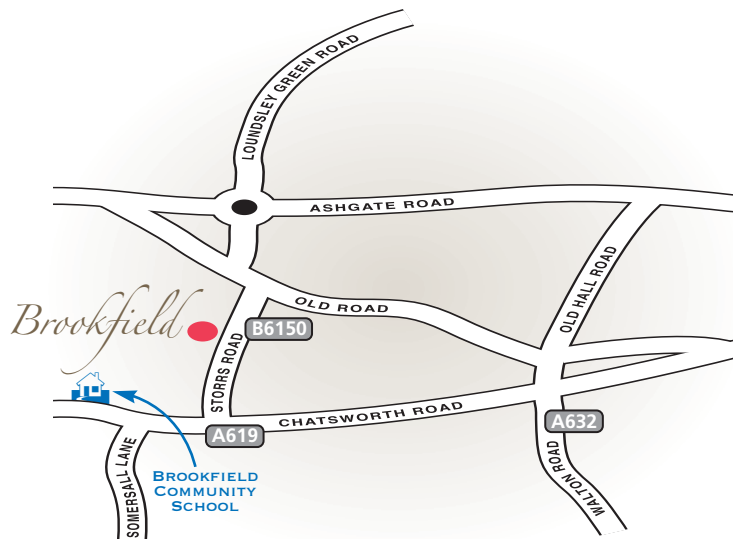 LOUNDSLEY GREEN ROAD
ASHGATE ROAD
OLD HALL ROAD
OLD ROAD
Brookfield
B6150
STORRS ROAD
CHATSWORTH ROAD
A619
A632
SOMERSALL LANE
WALTON ROAD
BROOKFIELD
COMMUNITY
SCHOOL